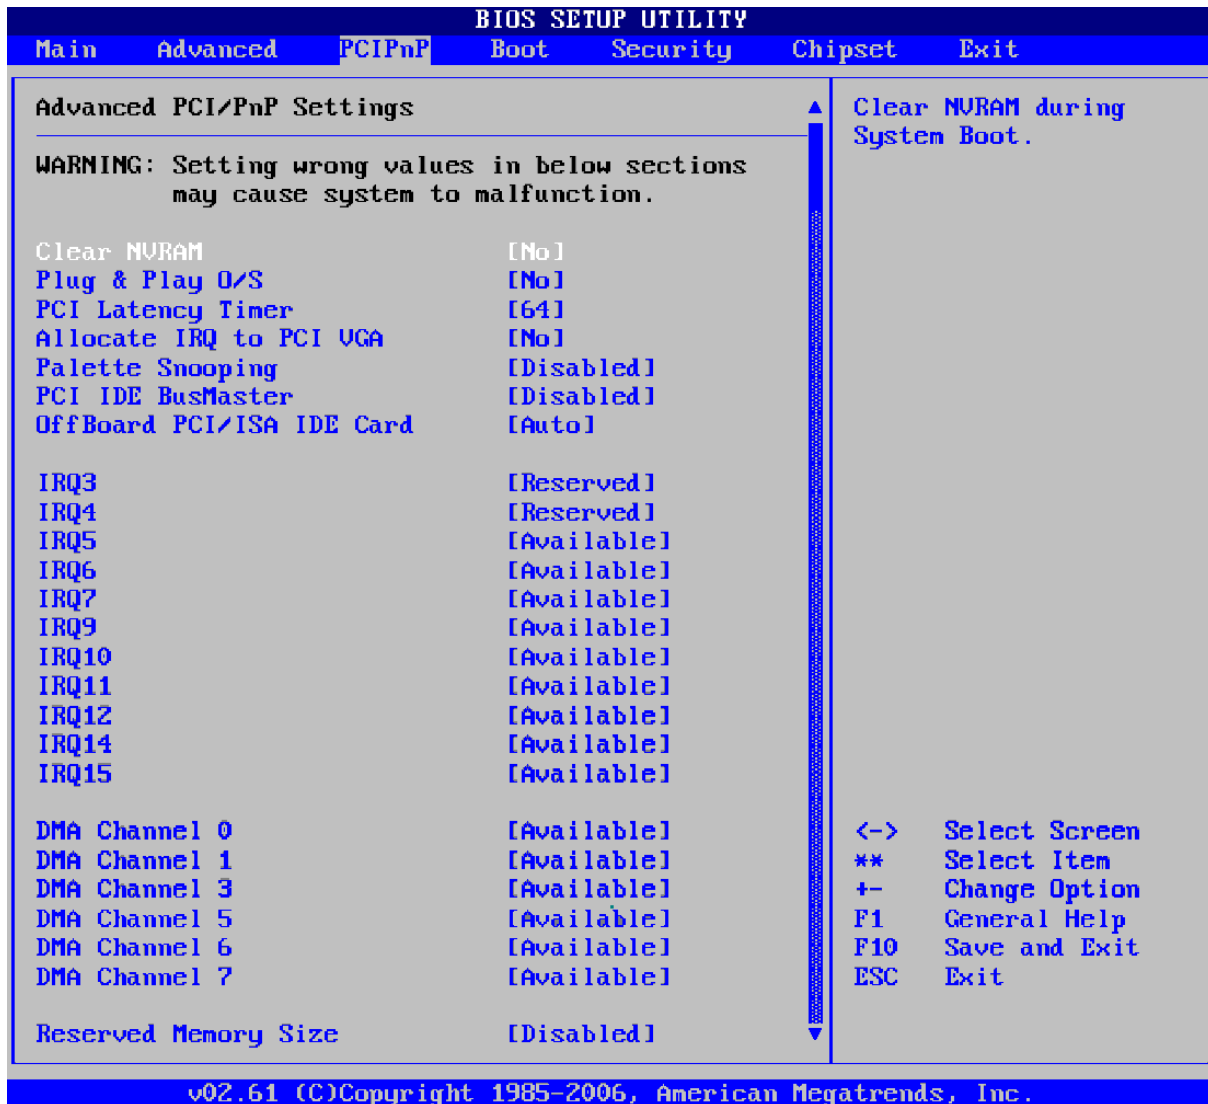 BIOS SETUP UTILITY
Main Advanced PCIPnP Boot Security Chipset Exit
Advanced PCI/PnP Settings
WARNING: Setting wrong values in below sections
may cause system to malfunction.
Clear NVRAM [No]
Plug & Play O/S [No]
PCI Latency Timer [64]
Allocate IRQ to PCI VGA [No]
Palette Snooping [Disabled]
PCI IDE BusMaster [Disabled]
OffBoard PCI/ISA IDE Card [Auto]
IRQ3 [Reserved]
IRQ4 [Reserved]
IRQ5 [Available]
IRQ6 [Available]
IRQ7 [Available]
IRQ9 [Available]
IRQ10 [Available]
IRQ11 [Available]
IRQ12 [Available]
IRQ14 [Available]
IRQ15 [Available]
DMA Channel 0 [Available]
DMA Channel 1 [Available]
DMA Channel 3 [Available]
DMA Channel 5 [Available]
DMA Channel 6 [Available]
DMA Channel 7 [Available]
Reserved Memory Size [Disabled]
Clear NVRAM during
System Boot.
<-> Select Screen
** Select Item
+- Change Option
F1 General Help
F10 Save and Exit
ESC Exit
v02.61 (C)Copyright 1985-2006, American Megatrends, Inc.